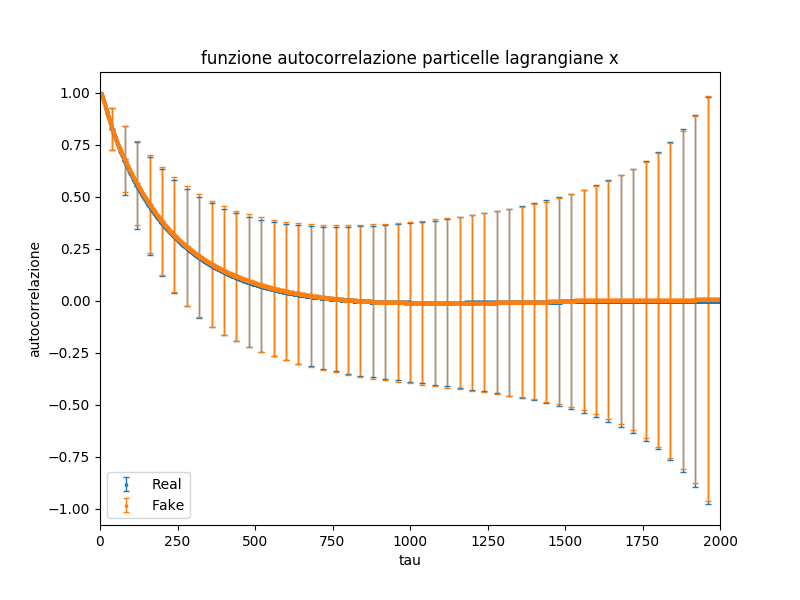 funzione autocorrelazione particelle lagrangiane x
autocorrelazione
1.00
0.75
0.50
0.25
0.00
−0.25
−0.50
−0.75
−1.00
Real
Fake
0 250 500 750 1000 1250 1500 1750 2000
tau